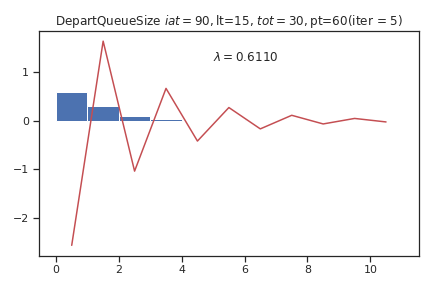 DepartQueueSize iat = 90, lt=15, tot = 30, pt=60(iter = 5)
λ = 0.6110
1
0
−1
−2
0 2 4 6 8 10